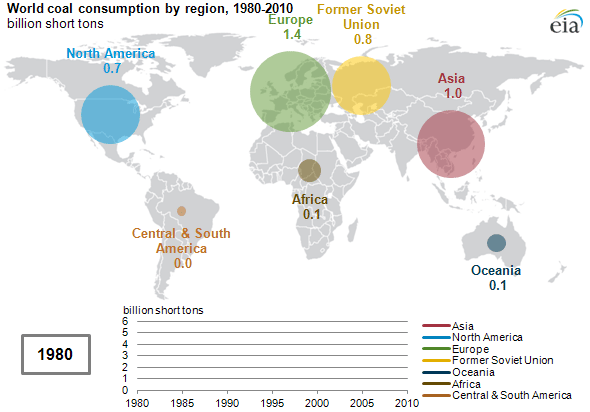 World coal consumption by region, 1980-2010
billion short tons
eia
Europe
1.4
Former Soviet
Union
0.8
North America
0.7
Asia
1.0
Africa
0.1
Central & South
America
0.0
Oceania
0.1
1980
billion short tons
6
5
4
3
2
1
0
1980 1985 1990 1995 2000 2005 2010
Asia
North America
Europe
Former Soviet Union
Oceania
Africa
Central & South America